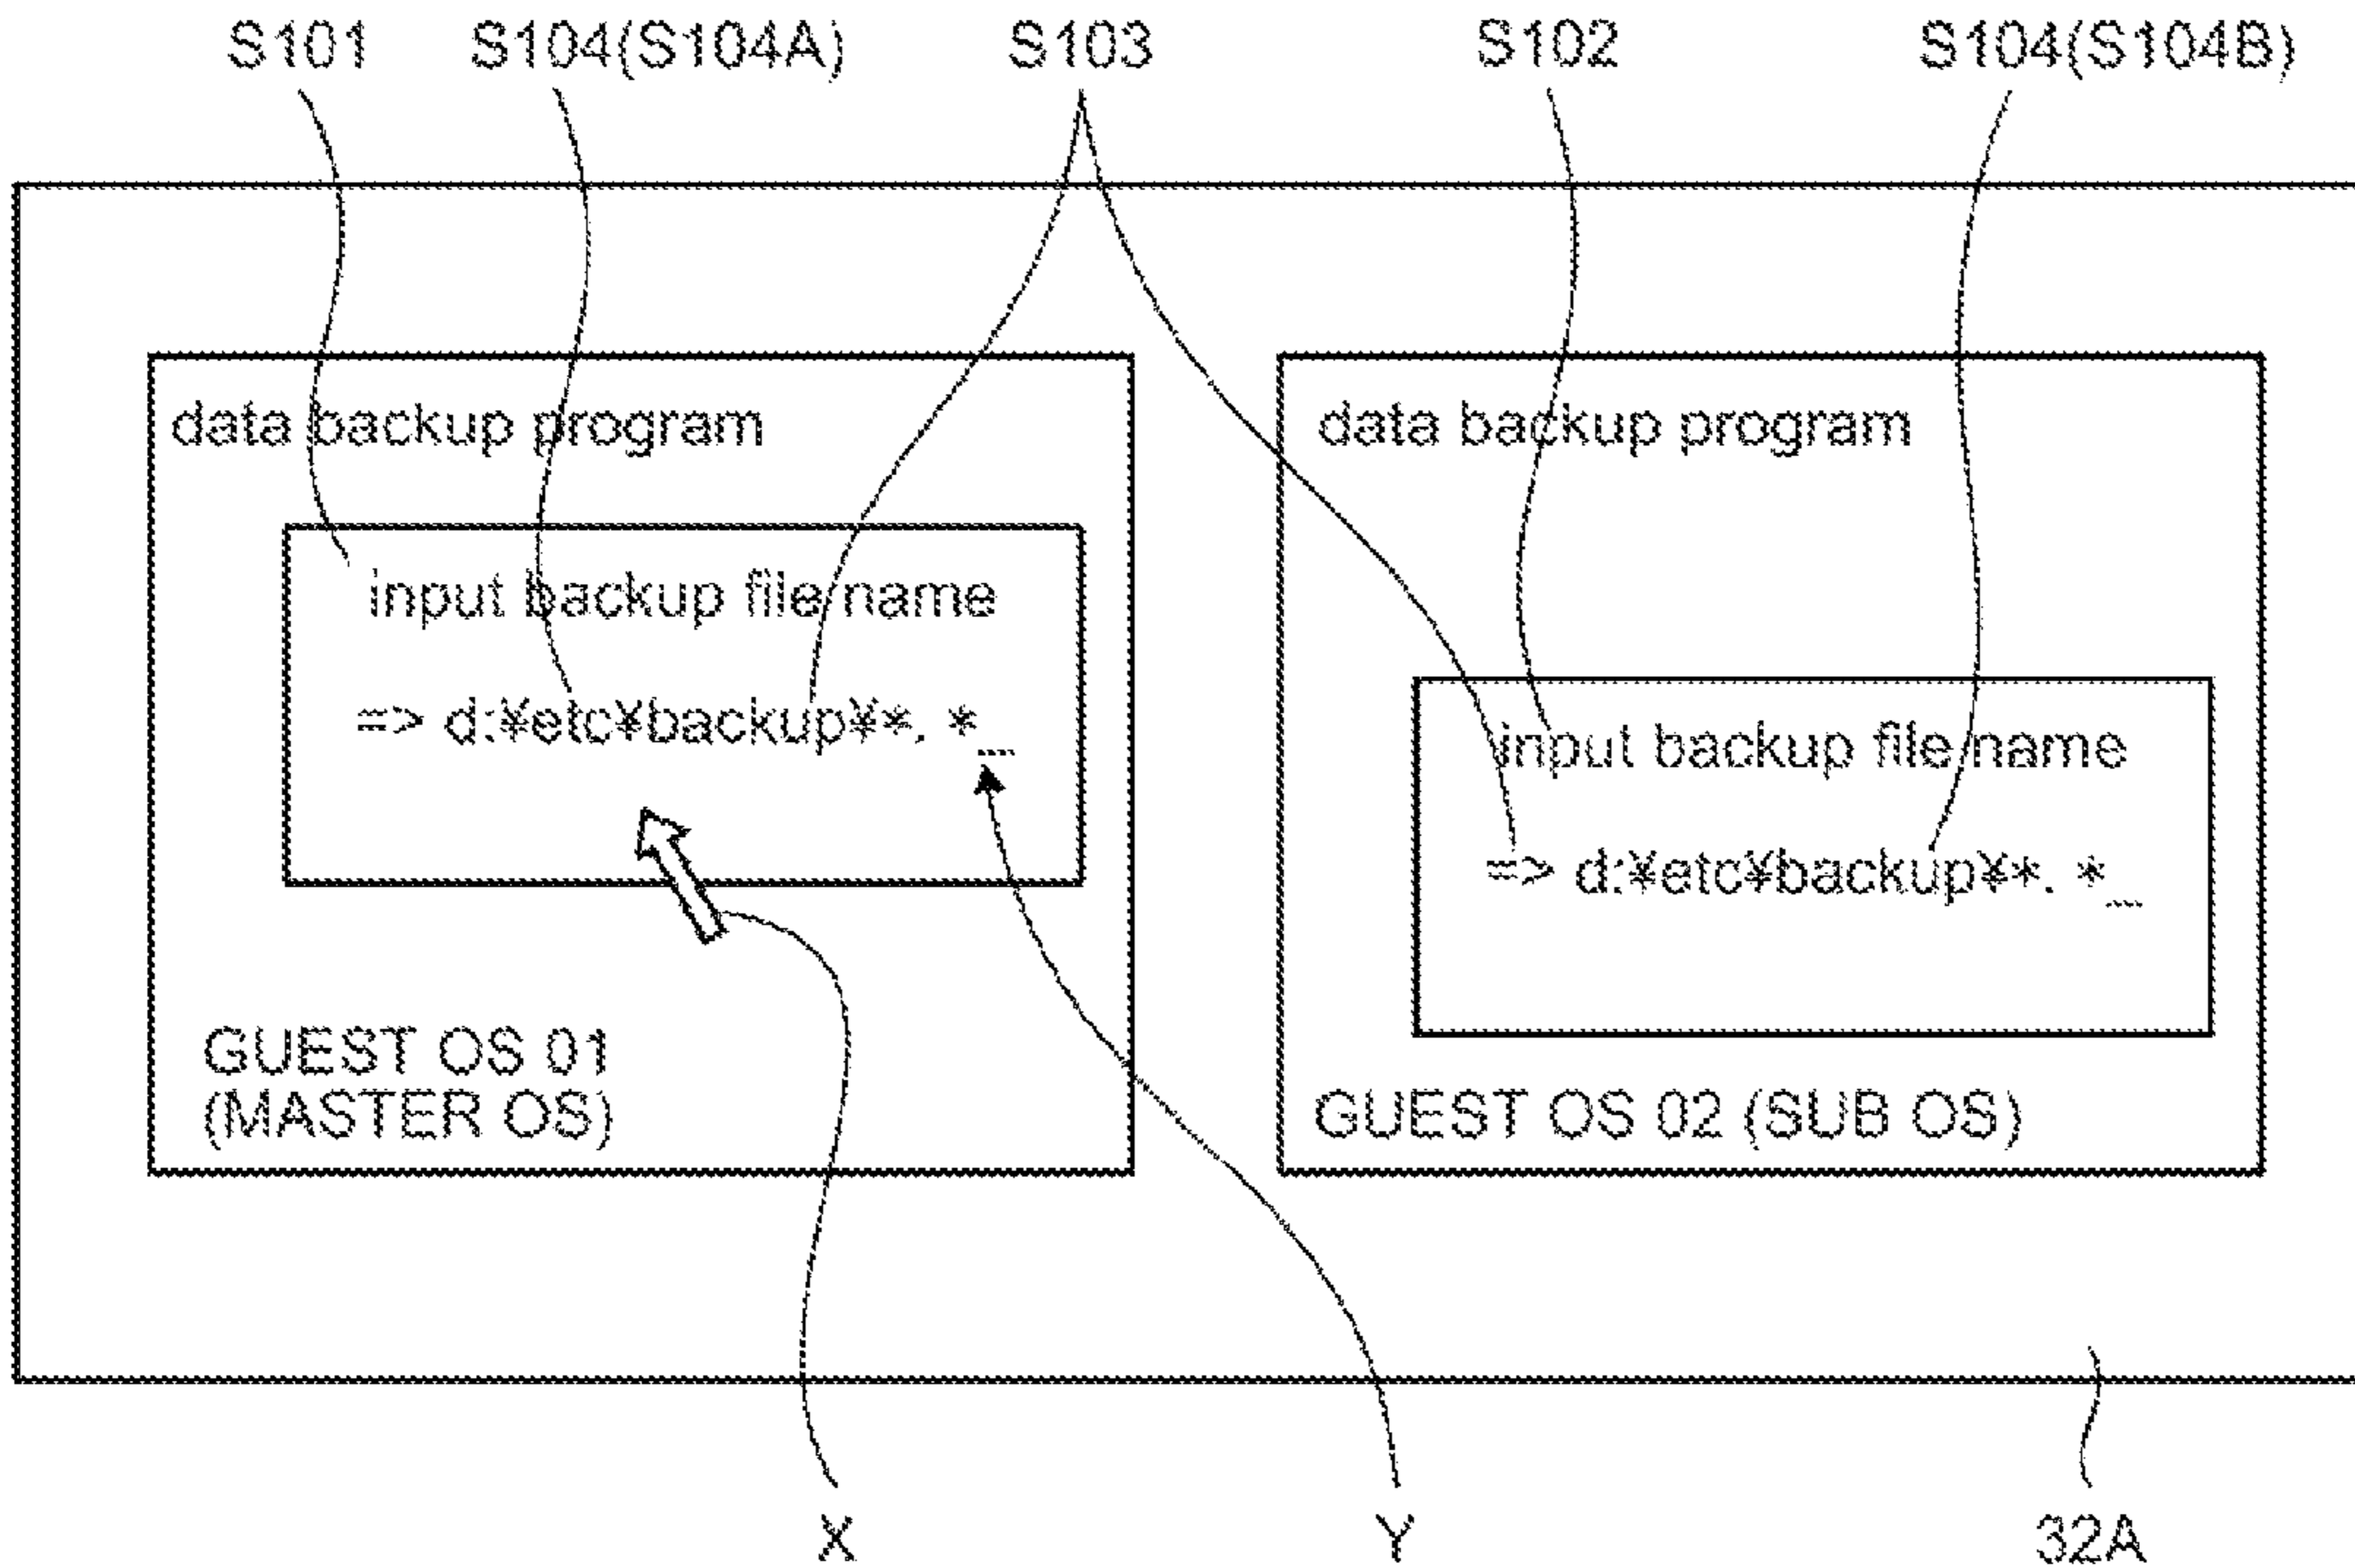 S101 S104(S104A) S103 S102 S104(S104B)
data backup program
input backup file name
=> d:¥etc¥backup¥*. *_
GUEST OS 01
(MASTER OS)
data backup program
input backup file name
=> d:¥etc¥backup¥*. *_
GUEST OS 02 (SUB OS)
X Y 32A